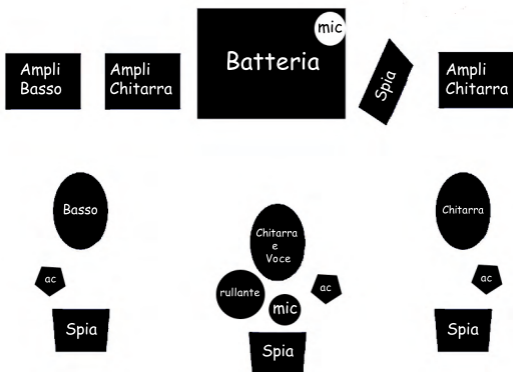 mic
Batteria
Ampli
Basso
Ampli
Chitarra
Spia
Ampli
Chitarra
Basso
Chitarra
e
Voce
Chitarra
ac
rullante
mic
ac
ac
Spia
Spia
Spia